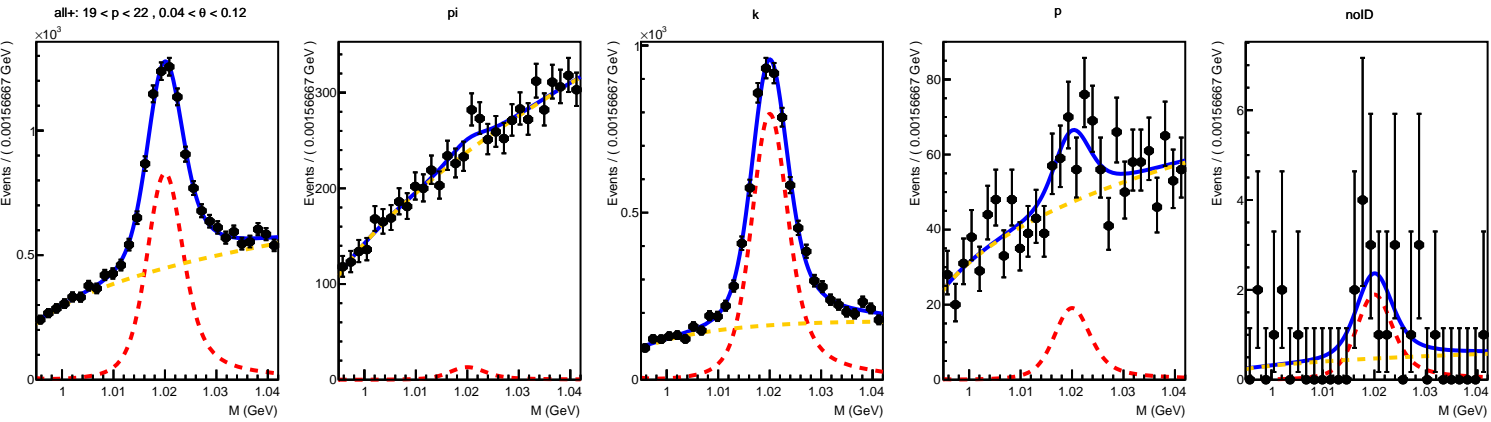 all+: 19 < p < 22 , 0.04 < θ < 0.12
×10³
Events / ( 0.00156667 GeV )
1
0.5
0
1 1.01 1.02 1.03 1.04
M (GeV)
pi
Events / ( 0.00156667 GeV )
300
200
100
0
1 1.01 1.02 1.03 1.04
M (GeV)
k
×10³
Events / ( 0.00156667 GeV )
1
0.5
0
1 1.01 1.02 1.03 1.04
M (GeV)
p
Events / ( 0.00156667 GeV )
80
60
40
20
0
1 1.01 1.02 1.03 1.04
M (GeV)
noID
Events / ( 0.00156667 GeV )
6
4
2
0
1 1.01 1.02 1.03 1.04
M (GeV)